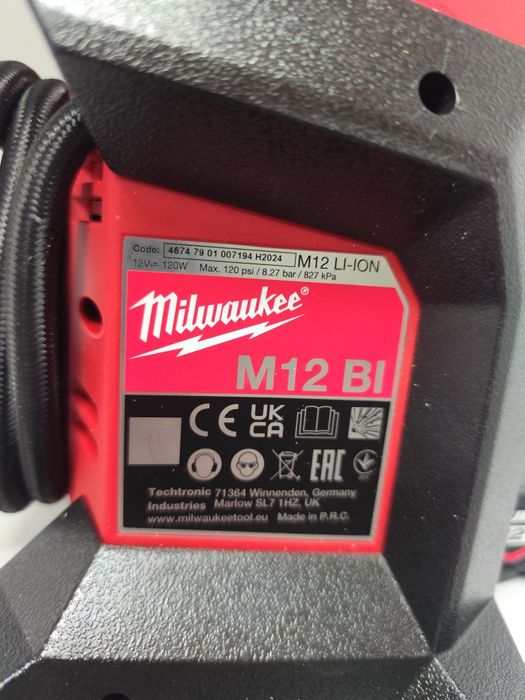 Code: 4674 79 01 007194 H2024 M12 LI-ION
12V⎓ 120W Max. 120 psi / 8.27 bar / 827 kPa
Milwaukee®
M12 BI
CE UK CA
EAC
Techtronic 71364 Winnenden, Germany
Industries Marlow SL7 1HZ, UK
www.milwaukeetool.eu Made in P.R.C.